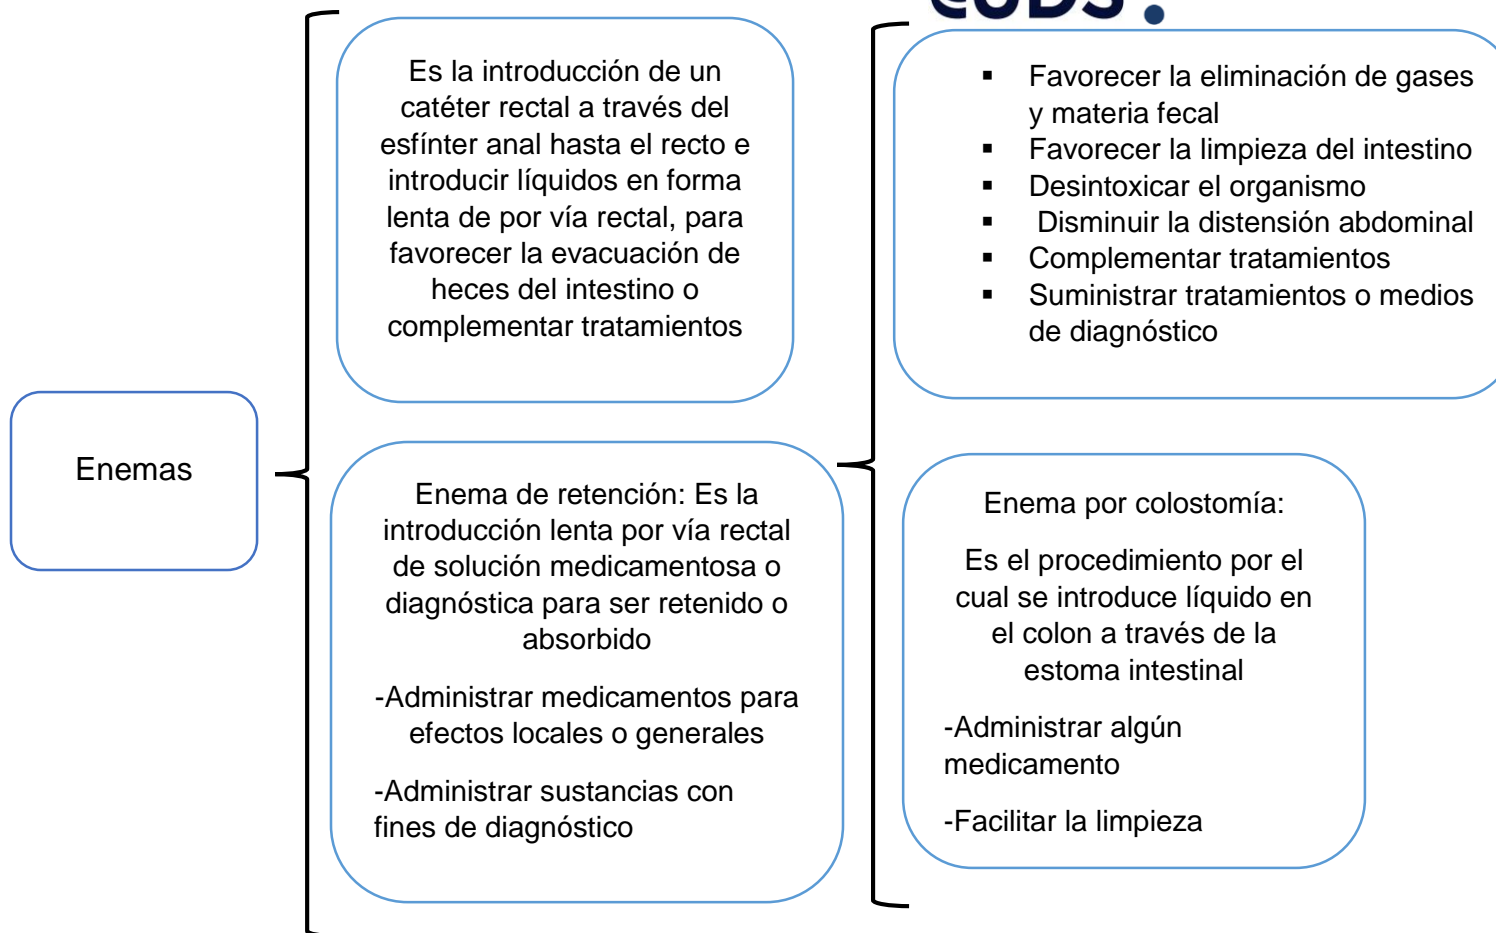 Enemas
Es la introducción de un
catéter rectal a través del
esfínter anal hasta el recto e
introducir líquidos en forma
lenta de por vía rectal, para
favorecer la evacuación de
heces del intestino o
complementar tratamientos
Enema de retención: Es la
introducción lenta por vía rectal
de solución medicamentosa o
diagnóstica para ser retenido o
absorbido
-Administrar medicamentos para
efectos locales o generales
-Administrar sustancias con
fines de diagnóstico
▪ Favorecer la eliminación de gases
y materia fecal
▪ Favorecer la limpieza del intestino
▪ Desintoxicar el organismo
▪ Disminuir la distensión abdominal
▪ Complementar tratamientos
▪ Suministrar tratamientos o medios
de diagnóstico
Enema por colostomía:
Es el procedimiento por el
cual se introduce líquido en
el colon a través de la
estoma intestinal
-Administrar algún
medicamento
-Facilitar la limpieza